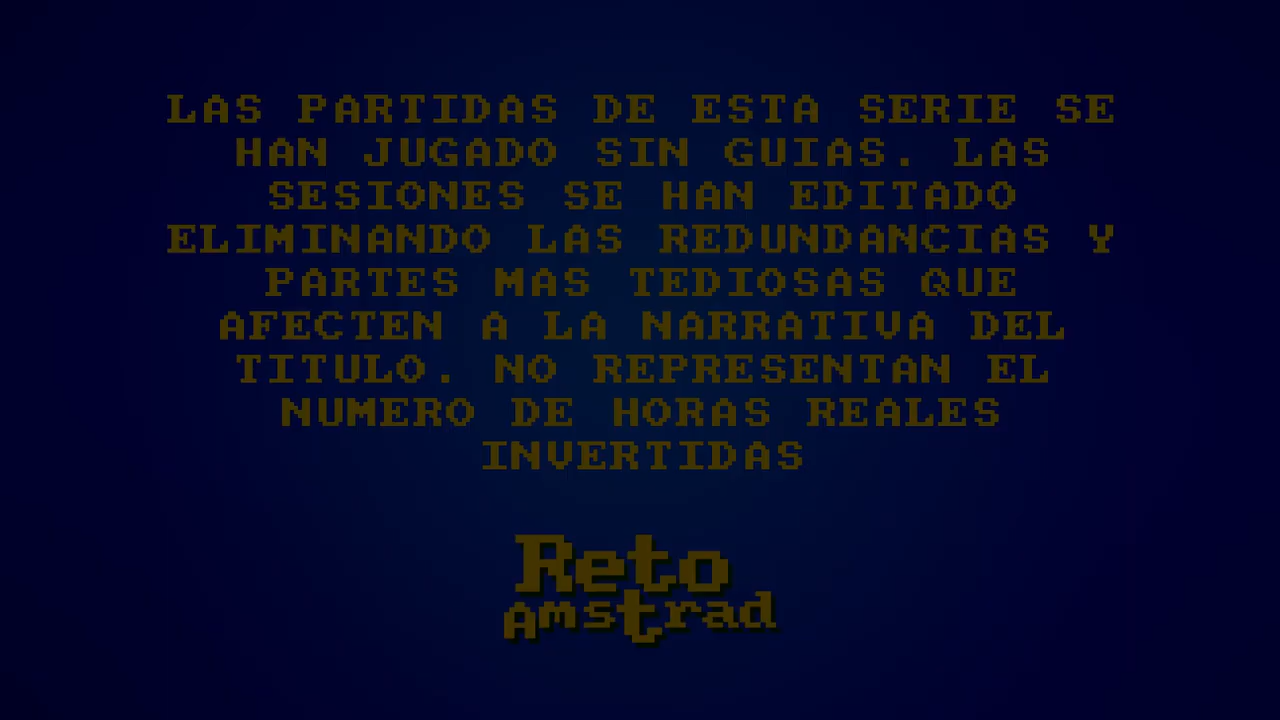 LAS PARTIDAS DE ESTA SERIE SE
HAN JUGADO SIN GUIAS. LAS
SESIONES SE HAN EDITADO
ELIMINANDO LAS REDUNDANCIAS Y
PARTES MAS TEDIOSAS QUE
AFECTEN A LA NARRATIVA DEL
TITULO. NO REPRESENTAN EL
NUMERO DE HORAS REALES
INVERTIDAS
Reto
Amstrad